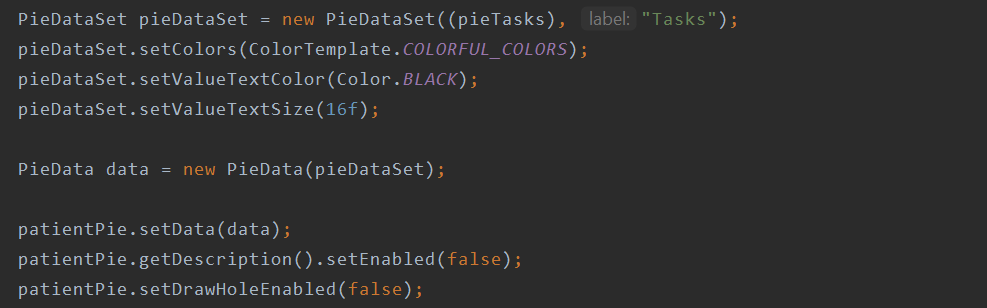 PieDataSet pieDataSet = new PieDataSet((pieTasks), label: "Tasks");
pieDataSet.setColors(ColorTemplate.COLORFUL_COLORS);
pieDataSet.setValueTextColor(Color.BLACK);
pieDataSet.setValueTextSize(16f);
PieData data = new PieData(pieDataSet);
patientPie.setData(data);
patientPie.getDescription().setEnabled(false);
patientPie.setDrawHoleEnabled(false);